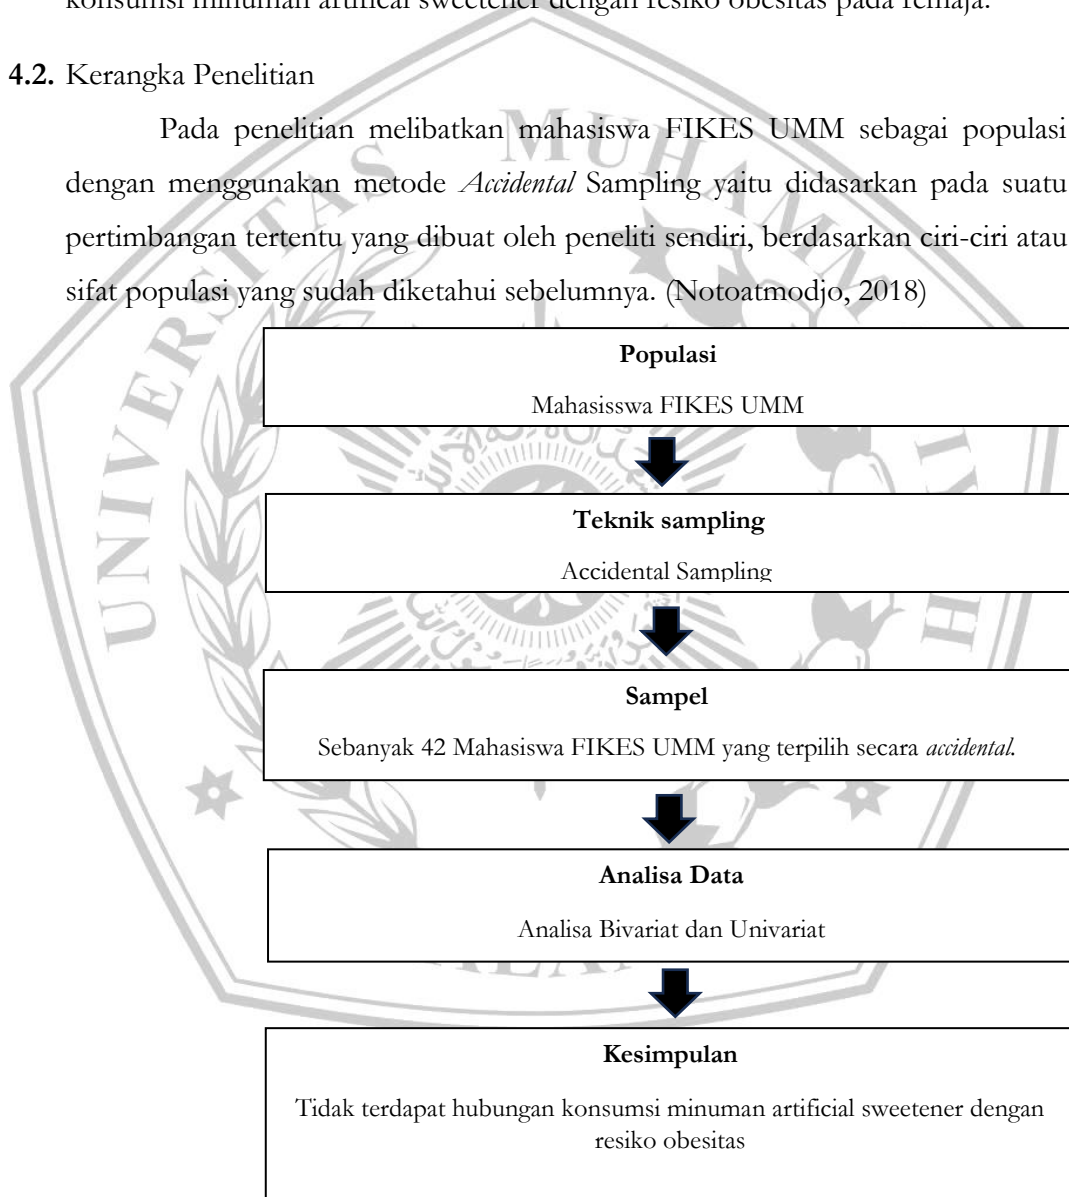 konsumsi minuman artifical sweetener dengan resiko obesitas pada remaja.
4.2. Kerangka Penelitian
Pada penelitian melibatkan mahasiswa FIKES UMM sebagai populasi
dengan menggunakan metode Accidental Sampling yaitu didasarkan pada suatu
pertimbangan tertentu yang dibuat oleh peneliti sendiri, berdasarkan ciri-ciri atau
sifat populasi yang sudah diketahui sebelumnya. (Notoatmodjo, 2018)
Populasi
Mahasisswa FIKES UMM
Teknik sampling
Accidental Sampling
Sampel
Sebanyak 42 Mahasiswa FIKES UMM yang terpilih secara accidental.
Analisa Data
Analisa Bivariat dan Univariat
Kesimpulan
Tidak terdapat hubungan konsumsi minuman artificial sweetener dengan
resiko obesitas
UNIVERSITAS MUHAMM